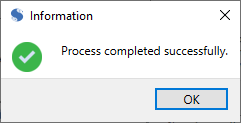 Information
Process completed successfully.
OK